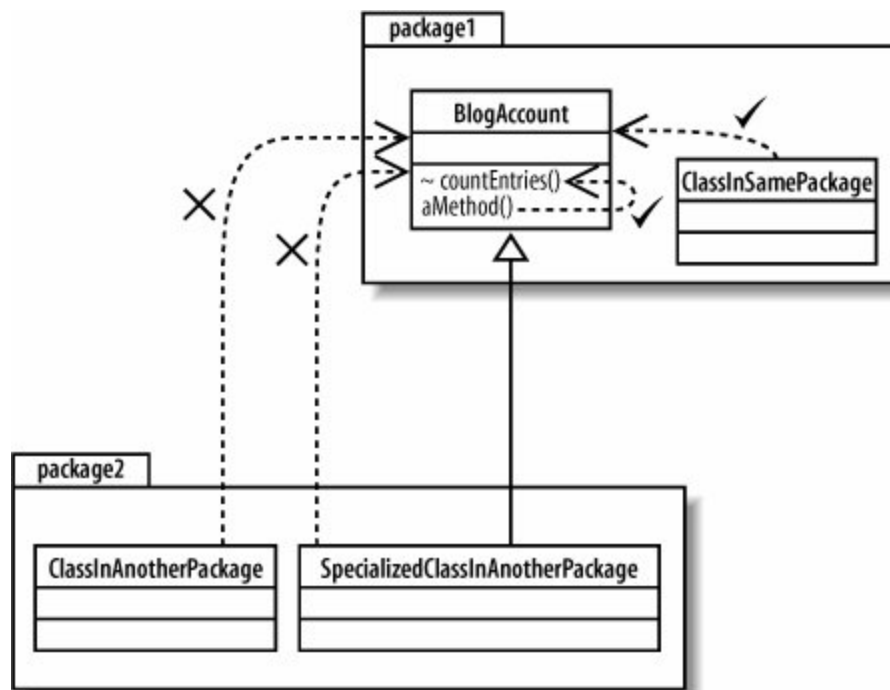 package1
BlogAccount
~ countEntries()
aMethod()
ClassInSamePackage
package2
ClassInAnotherPackage
SpecializedClassInAnotherPackage